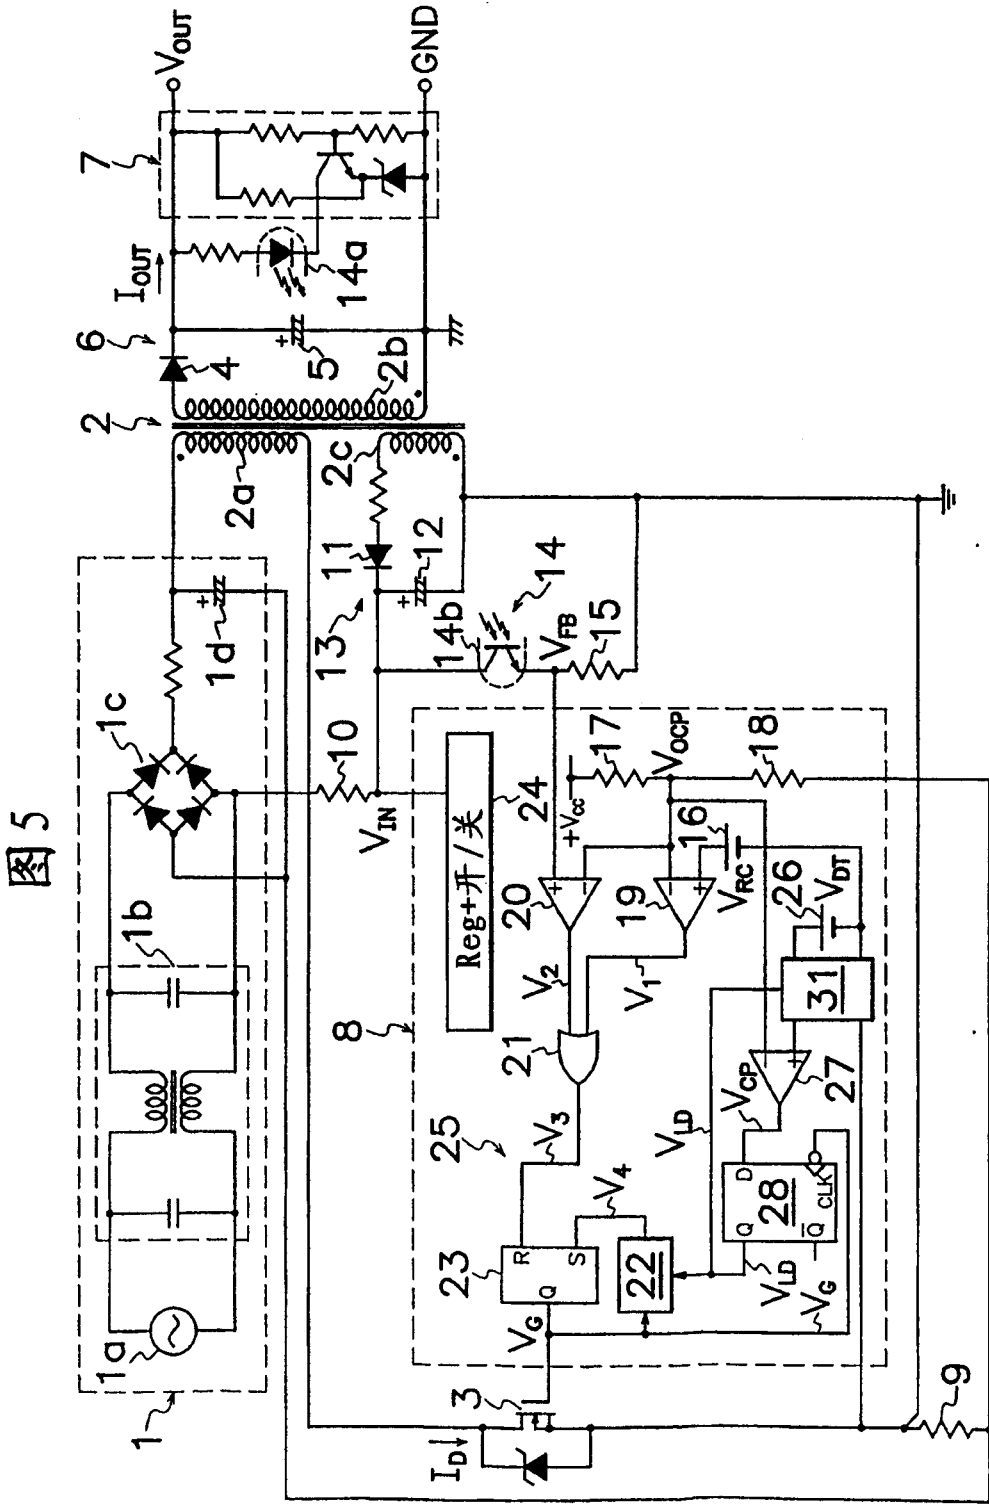 图 5
1
1a
1b
1c
1d
2
2a
2b
2c
4
5
6
I_OUT
7
V_OUT
GND
14a
10
V_IN
13
11
12
14b
14
V_FB
15
8
Reg+开/关
24
+V_CC
17
V_OCP
18
20
19
16
V_RC
V_2
V_1
21
25
V_3
V_4
23
R
S
Q
22
V_G
3
I_D
V_LD
V_CP
26
V_DT
31
27
28
D
Q
CLK
Q̅
V_LD
V_G
9
+
+
+
+
−
−
+
−
+